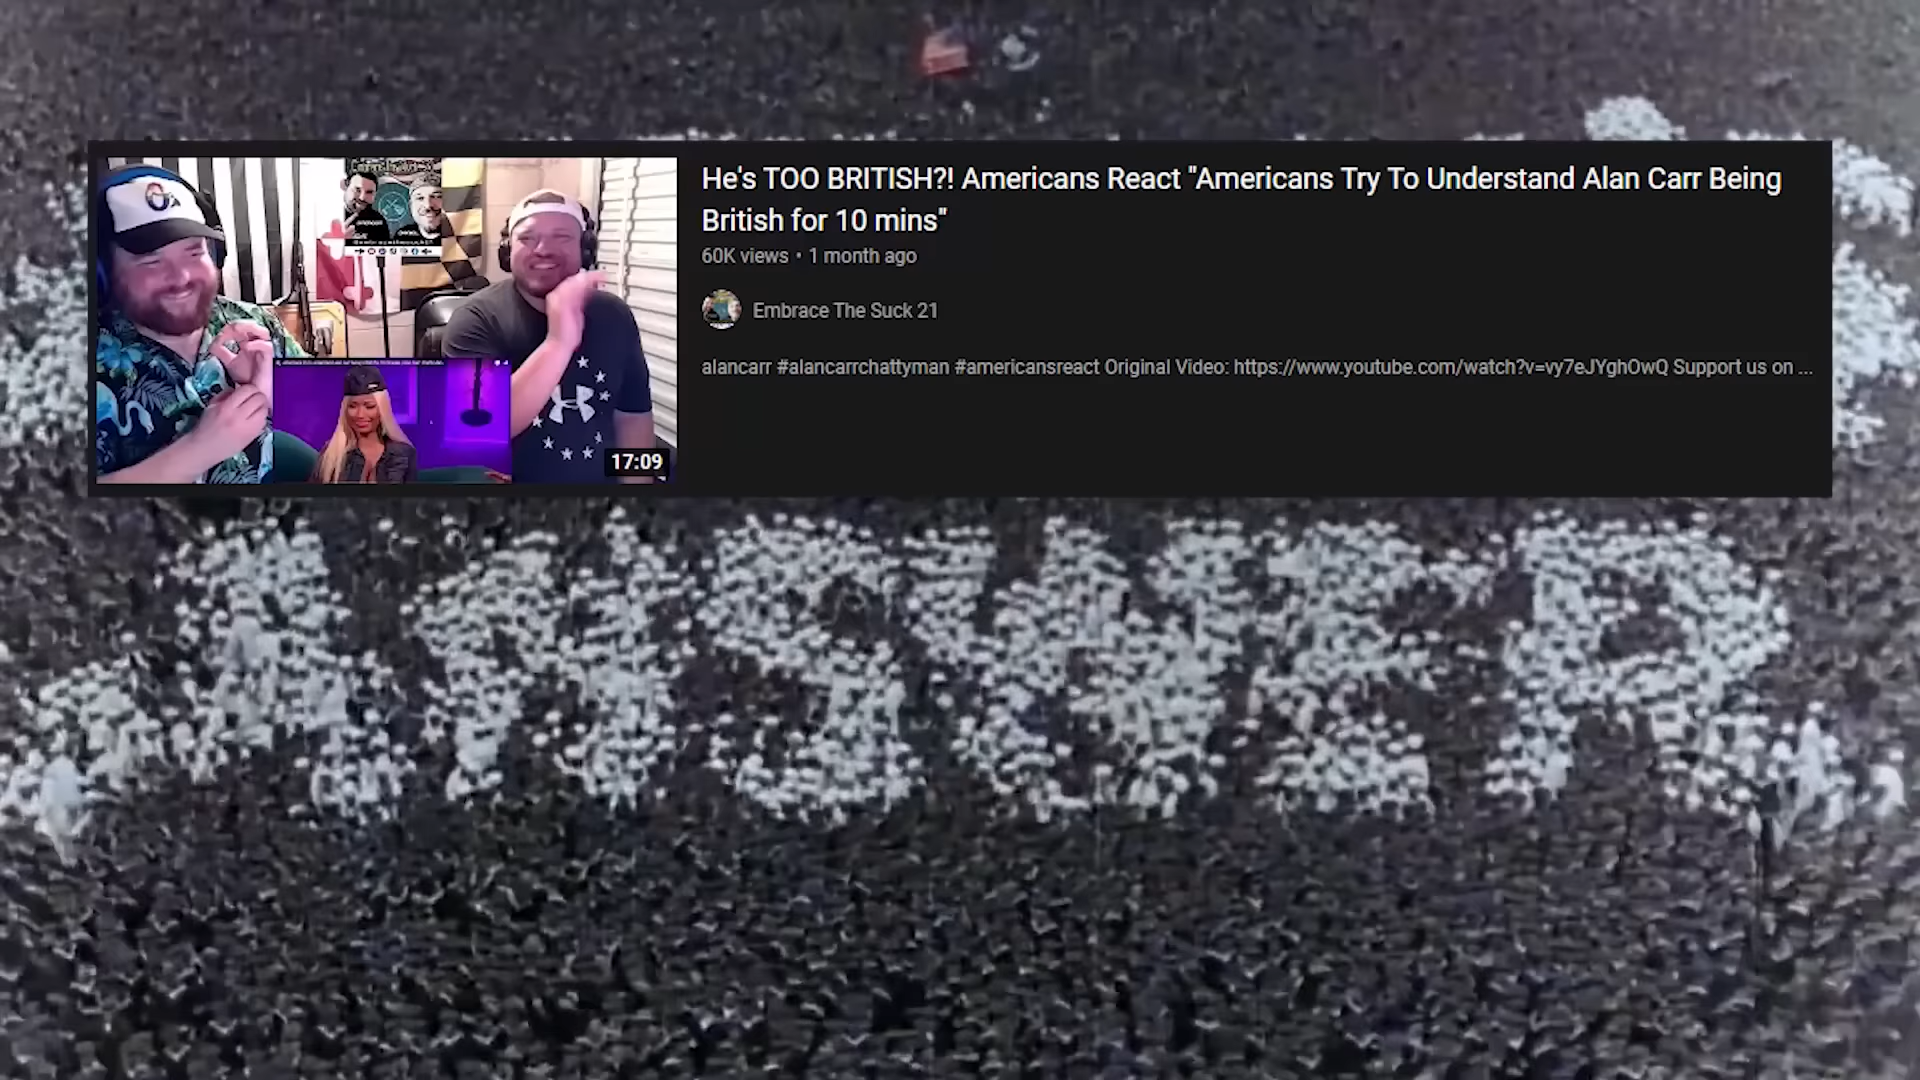 He's TOO BRITISH?! Americans React "Americans Try To Understand Alan Carr Being
British for 10 mins"
60K views • 1 month ago
Embrace The Suck 21
alancarr #alancarrchattyman #americansreact Original Video: https://www.youtube.com/watch?v=vy7eJYghOwQ Support us on ...
17:09
ANSWER